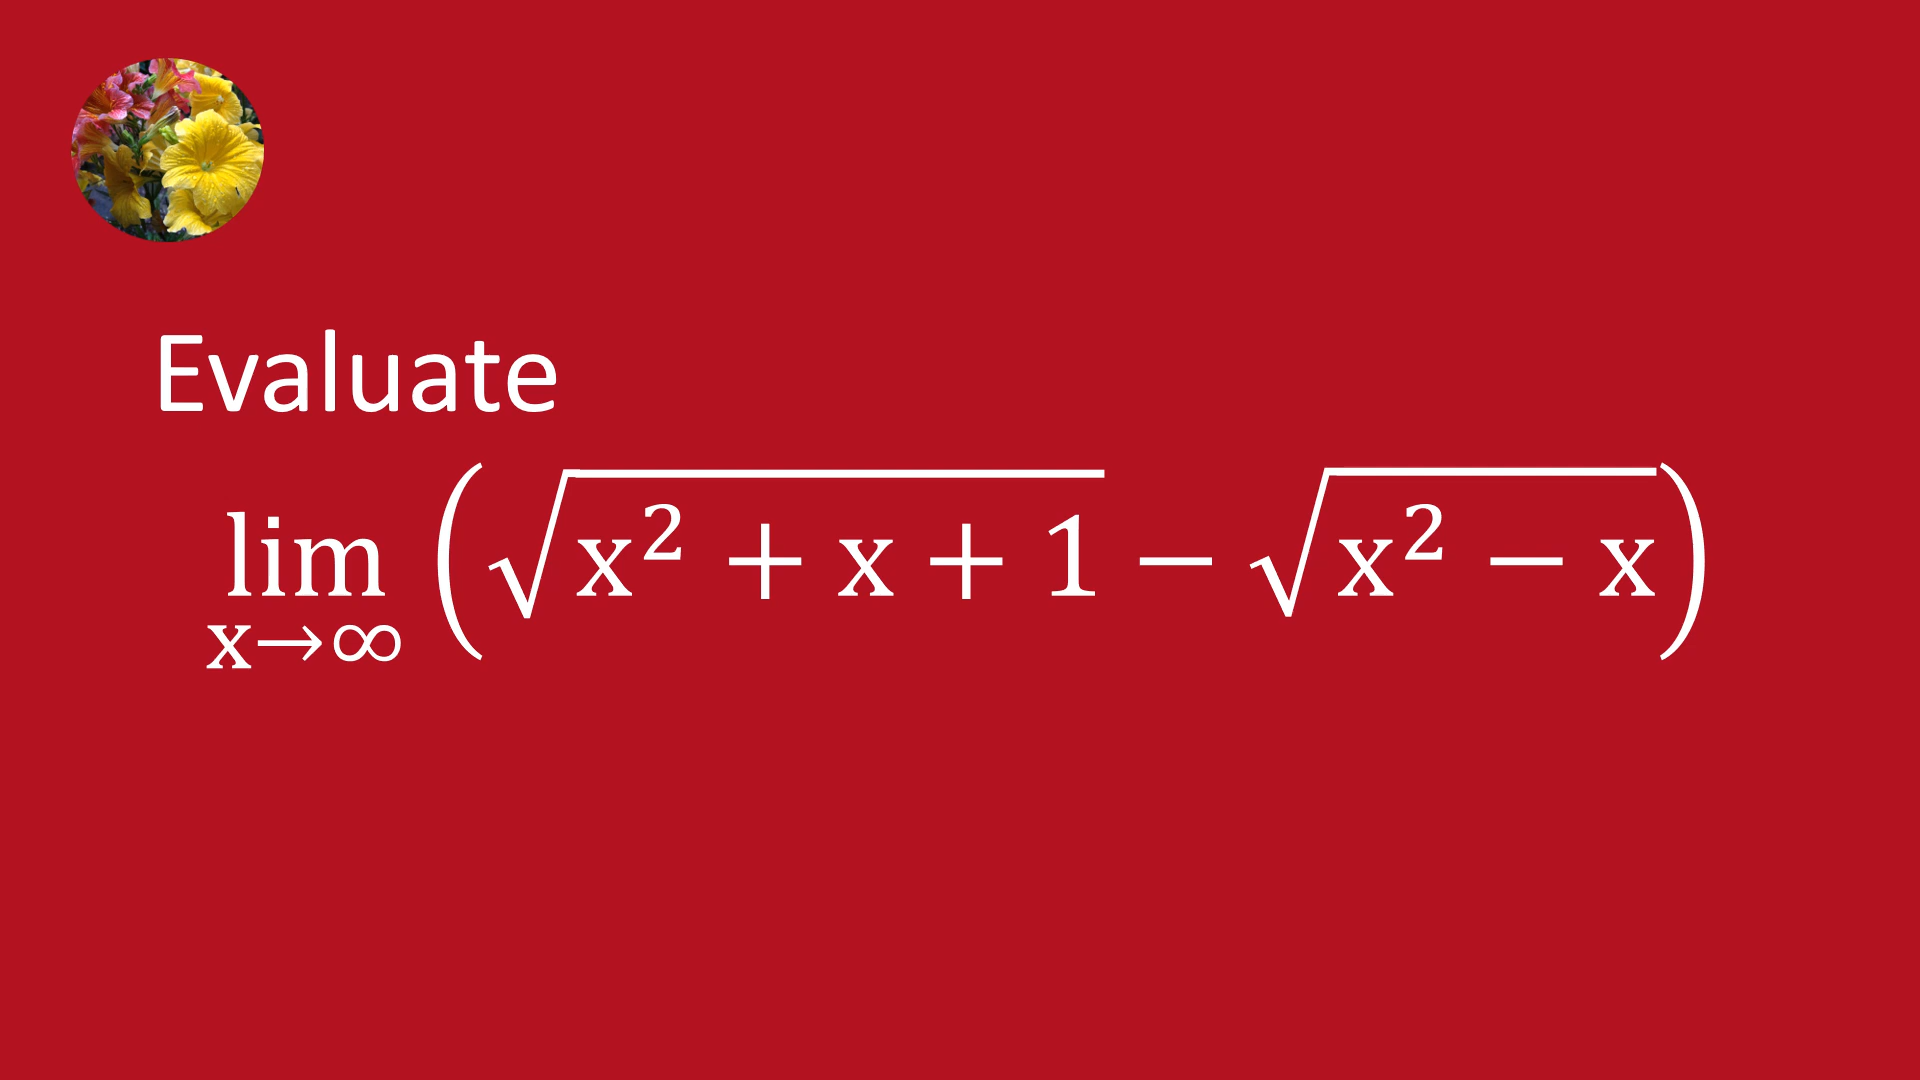 Evaluate
lim x→∞ (√(x² + x + 1) − √(x² − x))